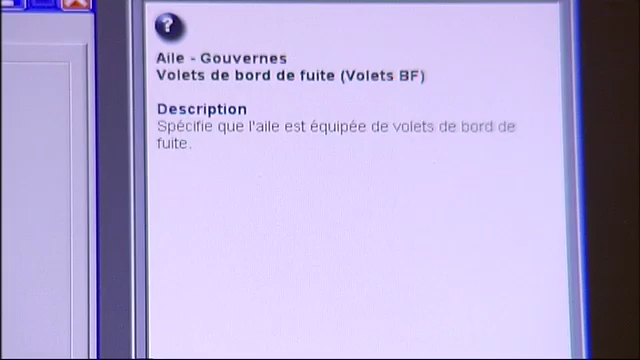 ?
Aile - Gouvernes
Volets de bord de fuite (Volets BF)
Description
Spécifie que l'aile est équipée de volets de bord de
fuite.